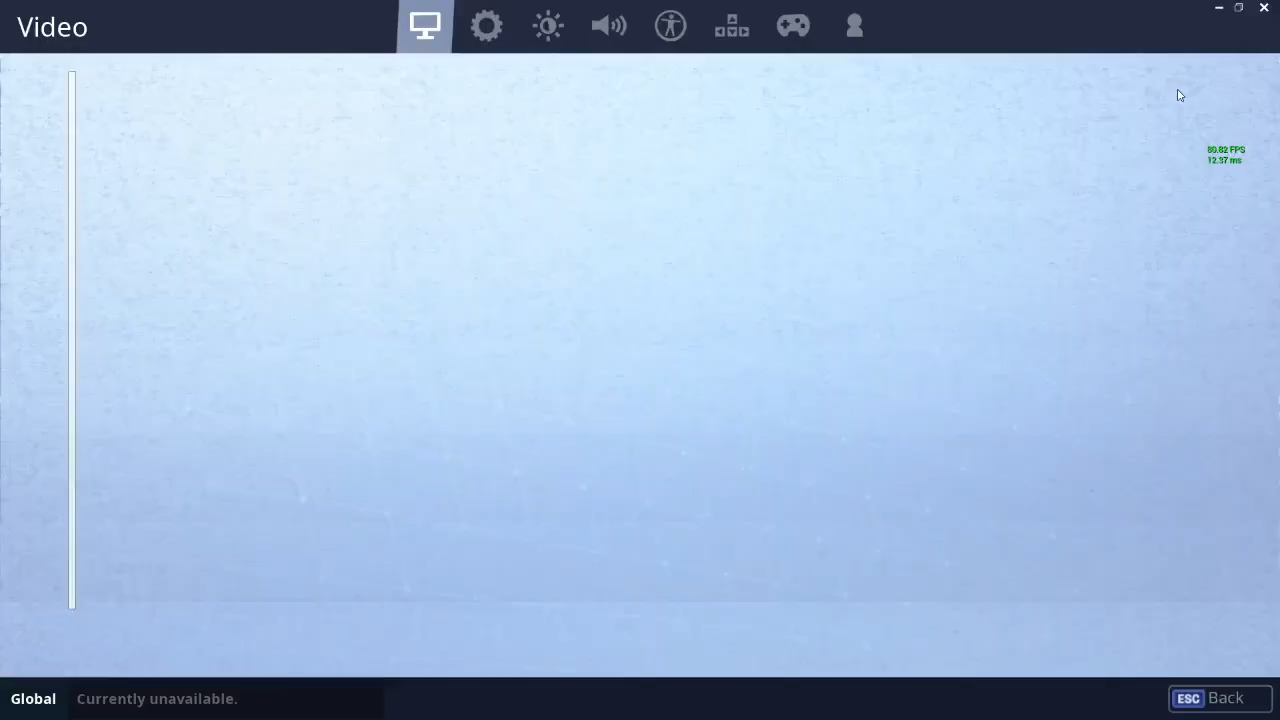 Video
80.82 FPS
12.37 ms
Global
Currently unavailable.
ESC Back